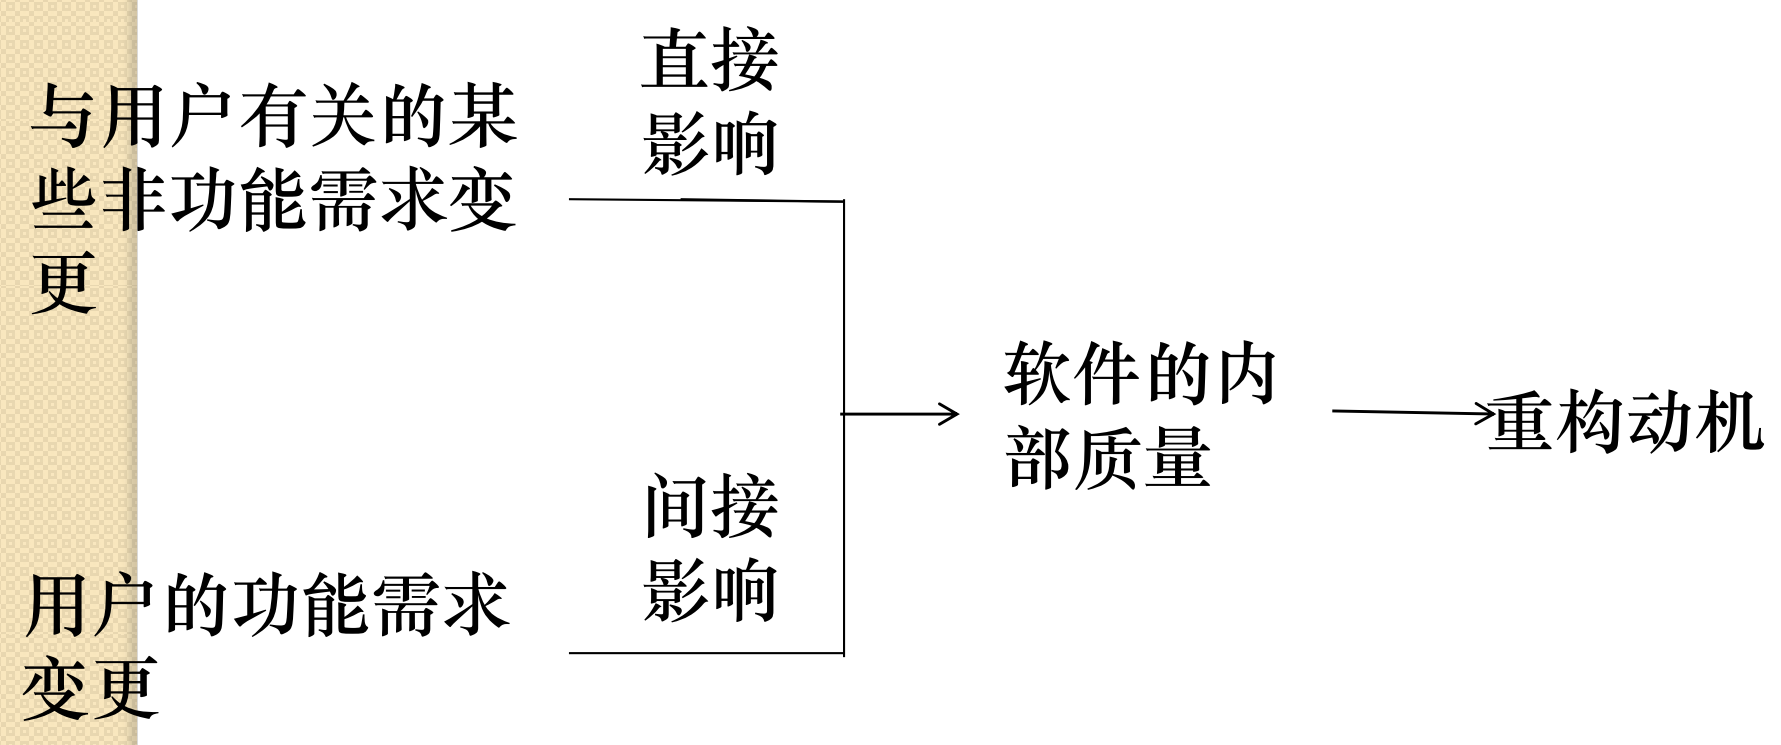 与用户有关的某
些非功能需求变
更
直接
影响
用户的功能需求
变更
间接
影响
软件的内
部质量
重构动机